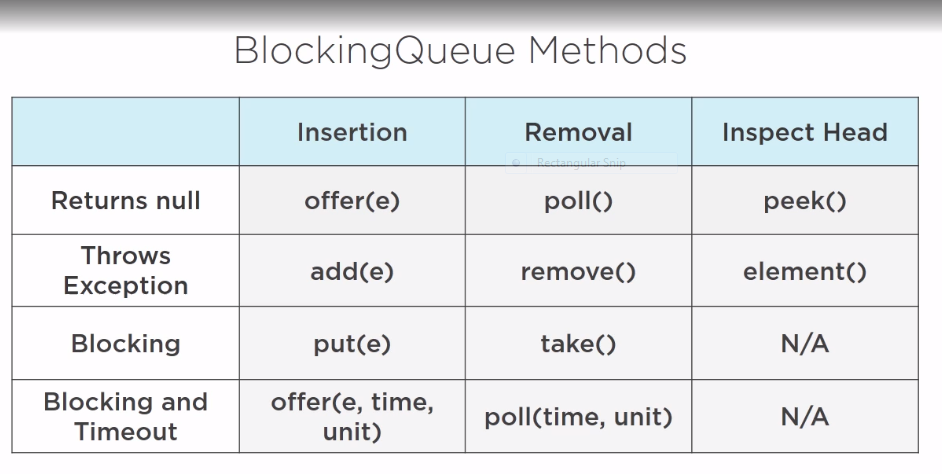 BlockingQueue Methods
Insertion Removal Inspect Head
Rectangular Snip
Returns null offer(e) poll() peek()
Throws
Exception add(e) remove() element()
Blocking put(e) take() N/A
Blocking and
Timeout offer(e, time,
unit) poll(time, unit) N/A